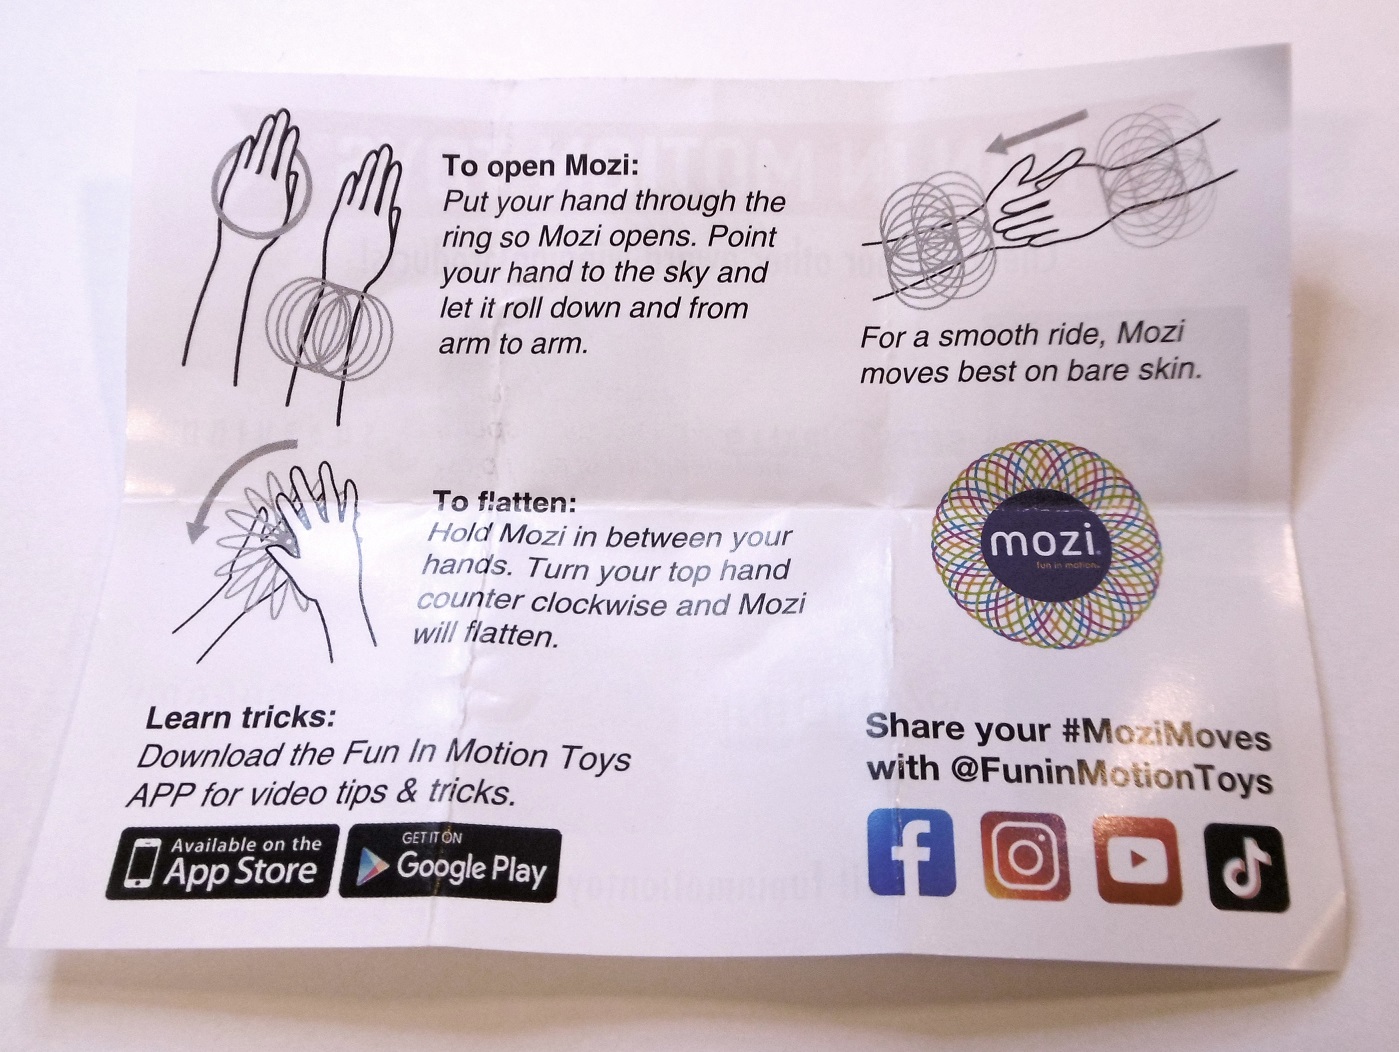 To open Mozi:
Put your hand through the
ring so Mozi opens. Point
your hand to the sky and
let it roll down and from
arm to arm.
For a smooth ride, Mozi
moves best on bare skin.
To flatten:
Hold Mozi in between your
hands. Turn your top hand
counter clockwise and Mozi
will flatten.
mozi
fun in motion
Learn tricks:
Download the Fun In Motion Toys
APP for video tips & tricks.
Available on the
App Store
GET IT ON
Google Play
Share your #MoziMoves
with @FuninMotionToys